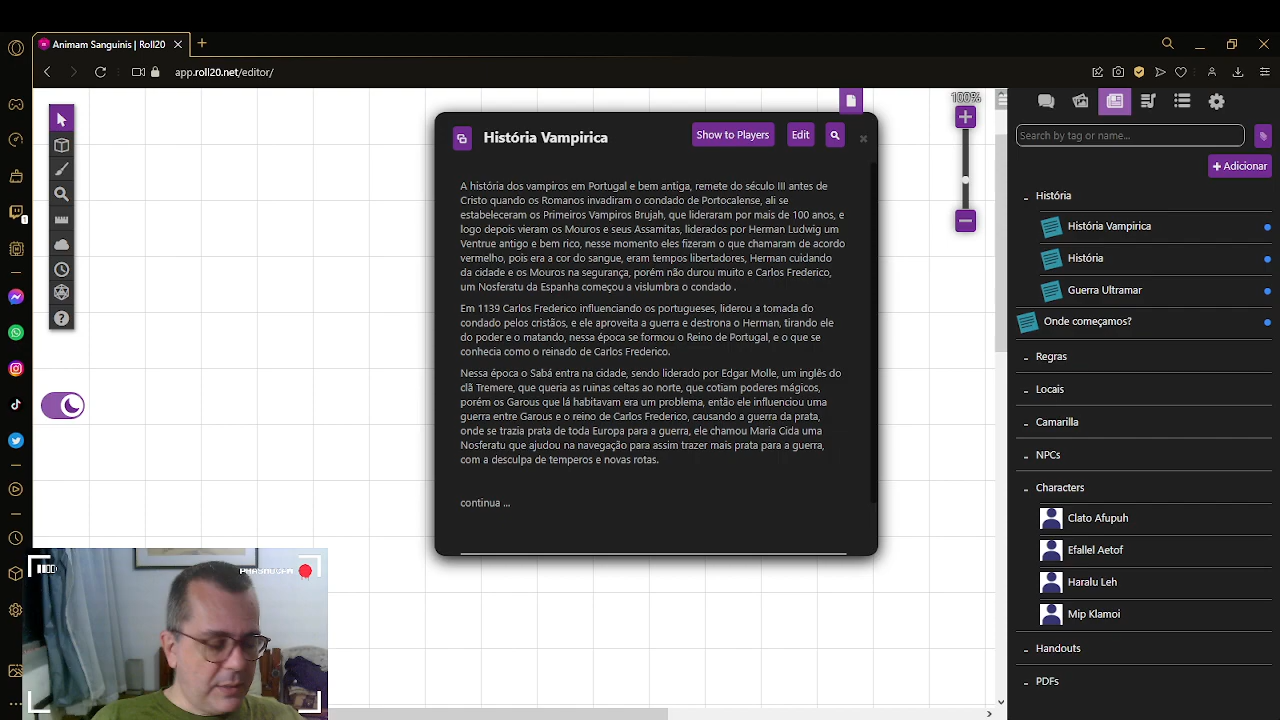 Animam Sanguinis | Roll20
app.roll20.net/editor/
100%
História Vampirica
Show to Players
Edit
A história dos vampiros em Portugal e bem antiga, remete do século III antes de
Cristo quando os Romanos invadiram o condado de Portocalense, ali se
estabeleceram os Primeiros Vampiros Brujah, que lideraram por mais de 100 anos, e
logo depois vieram os Mouros e seus Assamitas, liderados por Herman Ludwig um
Ventrue antigo e bem rico, nesse momento eles fizeram o que chamaram de acordo
vermelho, pois era a cor do sangue, eram tempos libertadores, Herman cuidando
da cidade e os Mouros na segurança, porém não durou muito e Carlos Frederico,
um Nosferatu da Espanha começou a vislumbra o condado .
Em 1139 Carlos Frederico influenciando os portugueses, liderou a tomada do
condado pelos cristãos, e ele aproveita a guerra e destrona o Herman, tirando ele
do poder e o matando, nessa época se formou o Reino de Portugal, e o que se
conhecia como o reinado de Carlos Frederico.
Nessa época o Sabá entra na cidade, sendo liderado por Edgar Molle, um inglês do
clã Tremere, que queria as ruinas celtas ao norte, que cotiam poderes mágicos,
porém os Garous que lá habitavam era um problema, então ele influenciou uma
guerra entre Garous e o reino de Carlos Frederico, causando a guerra da prata,
onde se trazia prata de toda Europa para a guerra, ele chamou Maria Cida uma
Nosferatu que ajudou na navegação para assim trazer mais prata para a guerra,
com a desculpa de temperos e novas rotas.
continua ...
Search by tag or name...
Adicionar
História
História Vampirica
História
Guerra Ultramar
Onde começamos?
Regras
Locais
Camarilla
NPCs
Characters
Clato Afupuh
Efallel Aetof
Haralu Leh
Mip Klamoi
Handouts
PDFs
1